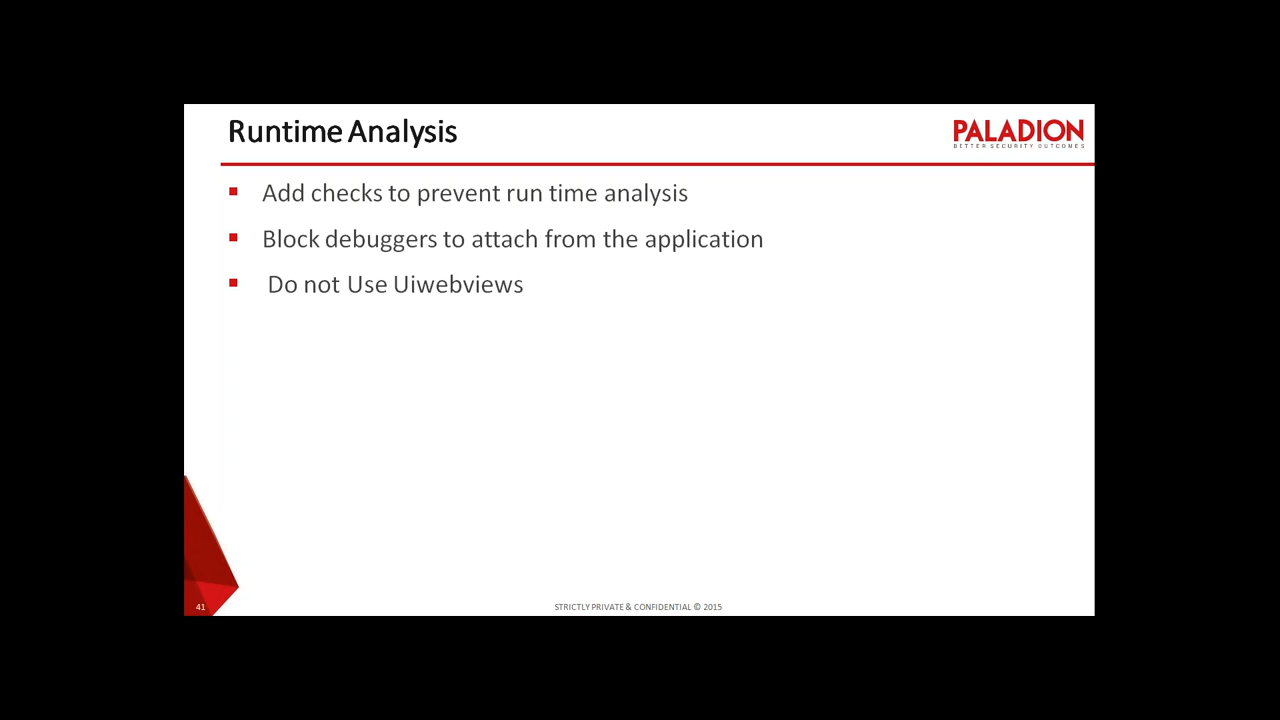 Runtime Analysis
PALADION
BETTER SECURITY OUTCOMES
Add checks to prevent run time analysis
Block debuggers to attach from the application
Do not Use Uiwebviews
41
STRICTLY PRIVATE & CONFIDENTIAL © 2015